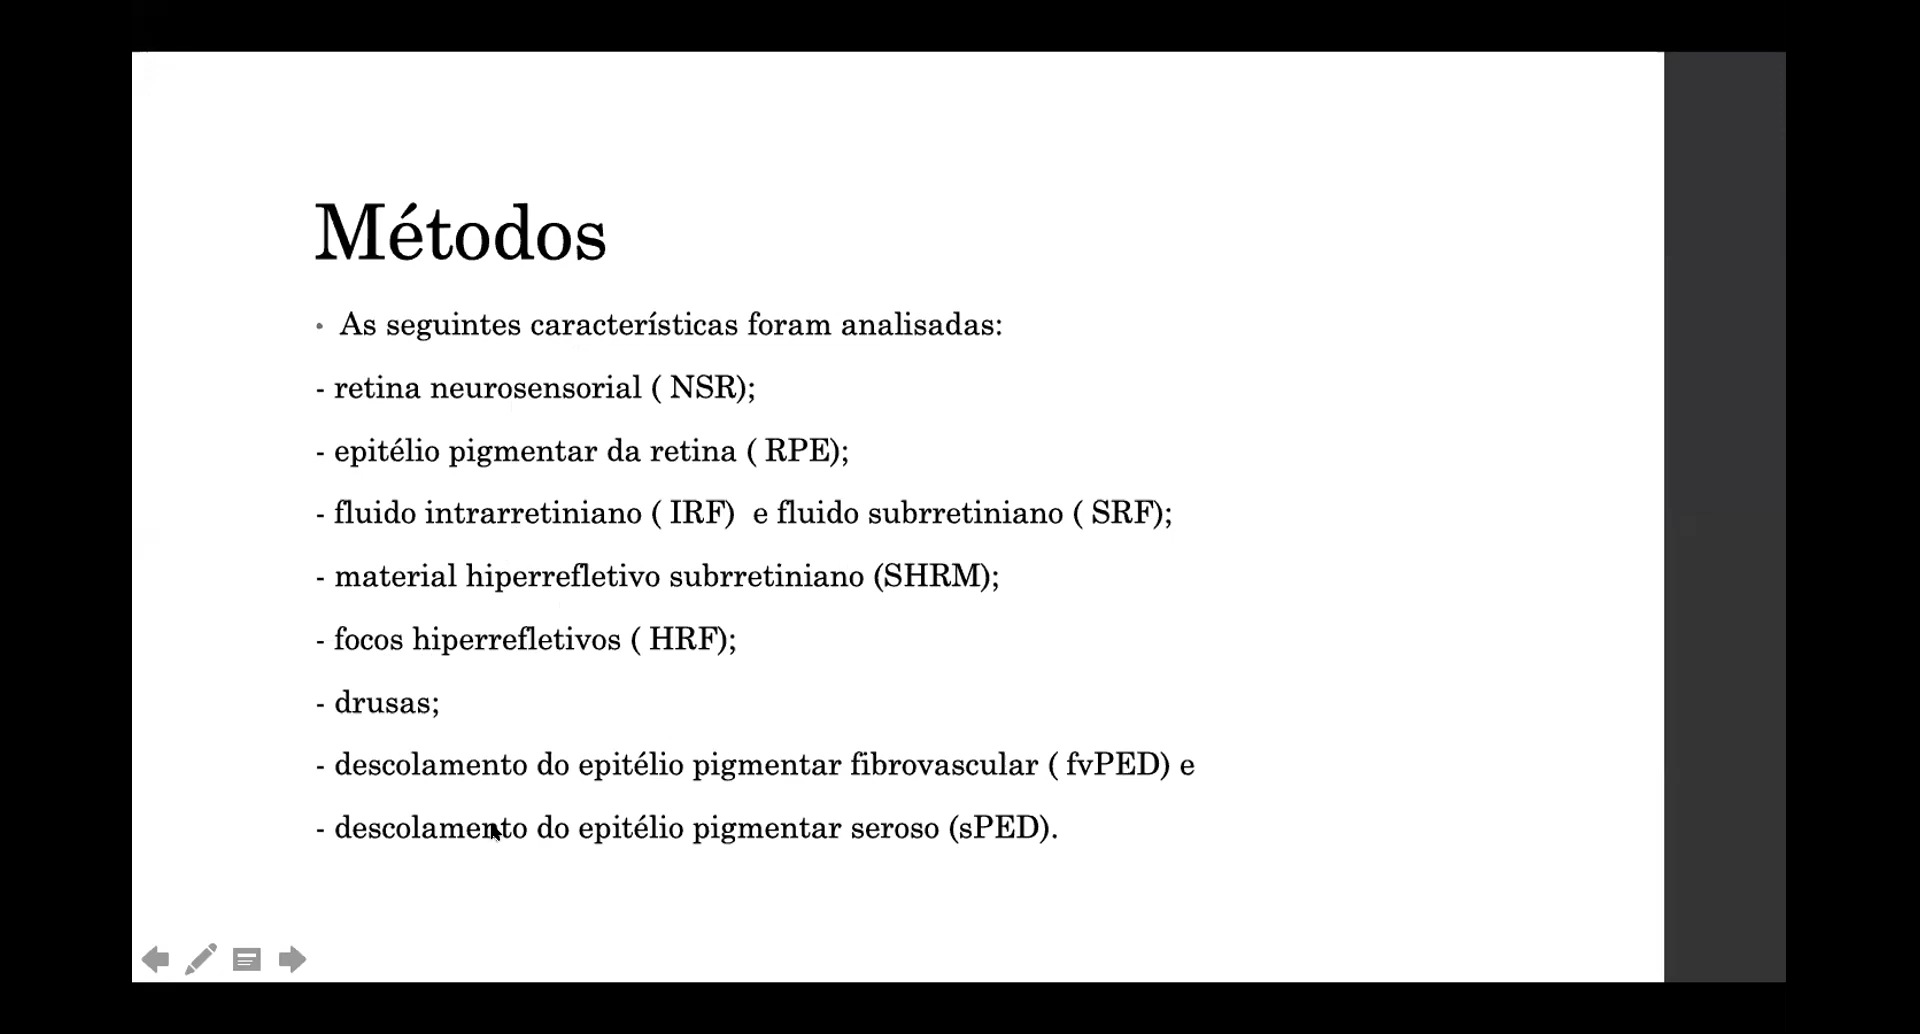 Métodos
• As seguintes características foram analisadas:
- retina neurosensorial ( NSR);
- epitélio pigmentar da retina ( RPE);
- fluido intrarretiniano ( IRF)  e fluido subrretiniano ( SRF);
- material hiperrefletivo subrretiniano (SHRM);
- focos hiperrefletivos ( HRF);
- drusas;
- descolamento do epitélio pigmentar fibrovascular ( fvPED) e
- descolamento do epitélio pigmentar seroso (sPED).